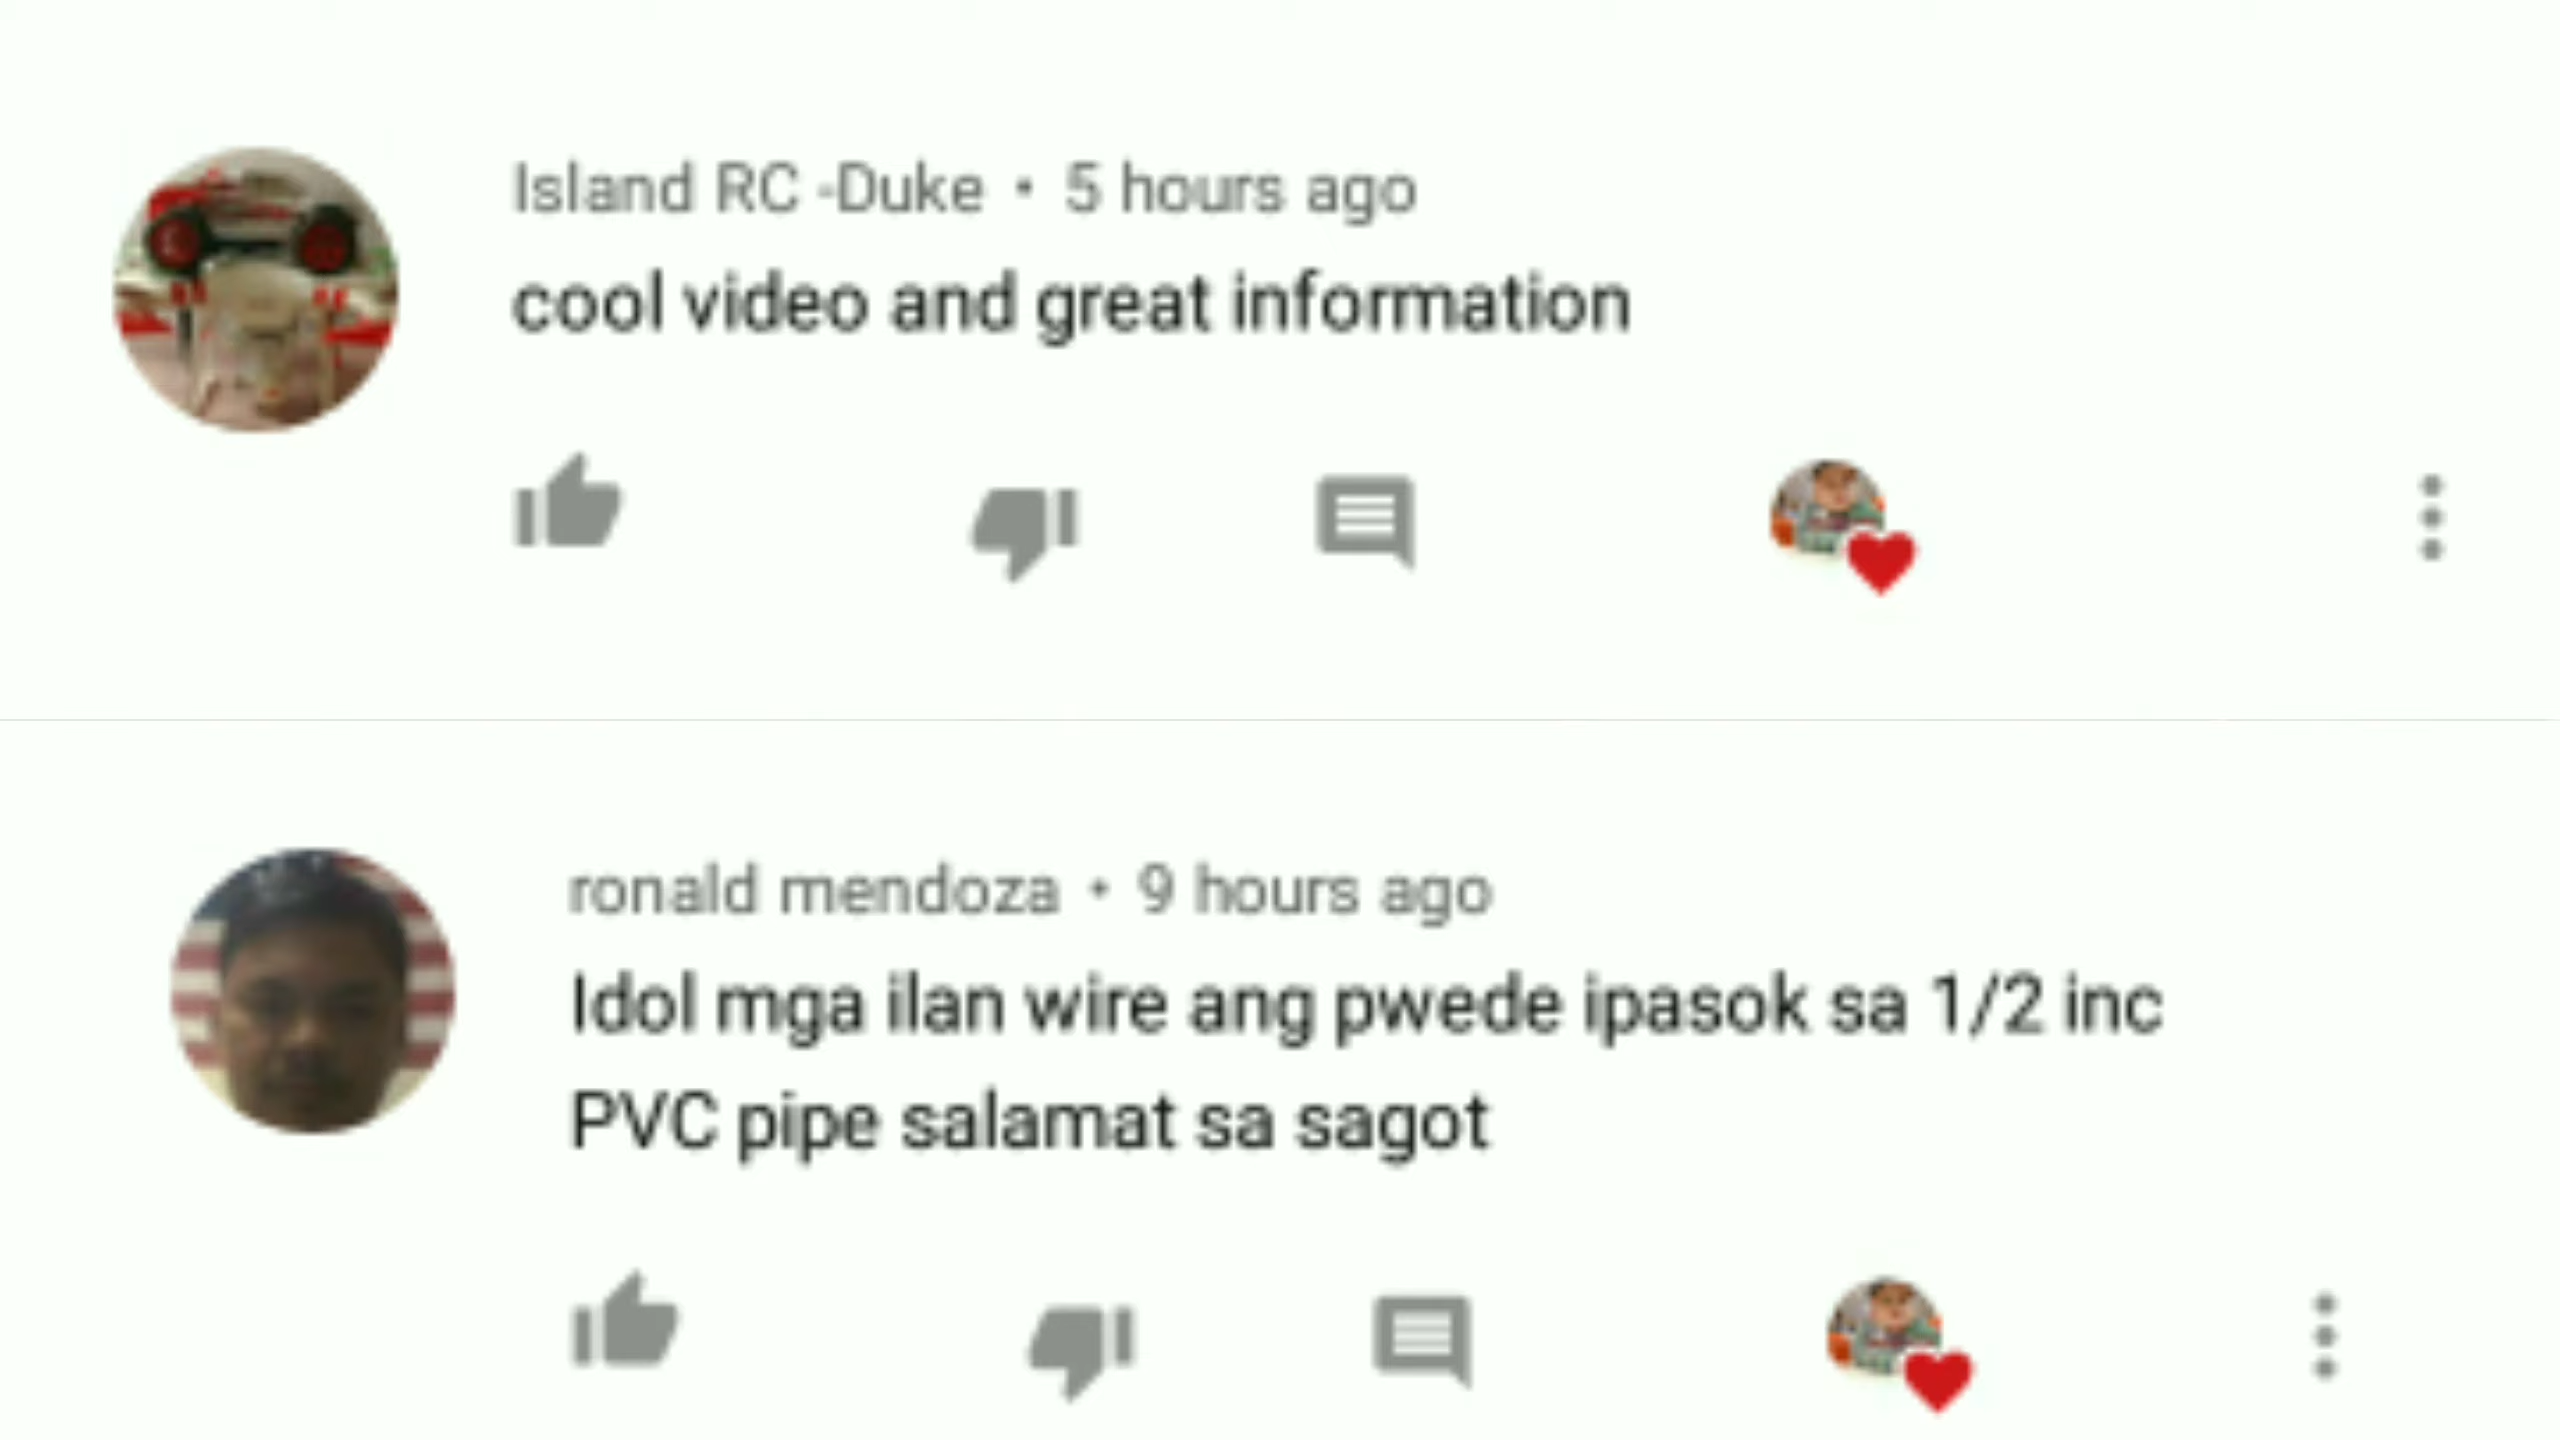 Island RC -Duke • 5 hours ago
cool video and great information
ronald mendoza • 9 hours ago
Idol mga ilan wire ang pwede ipasok sa 1/2 inc
PVC pipe salamat sa sagot